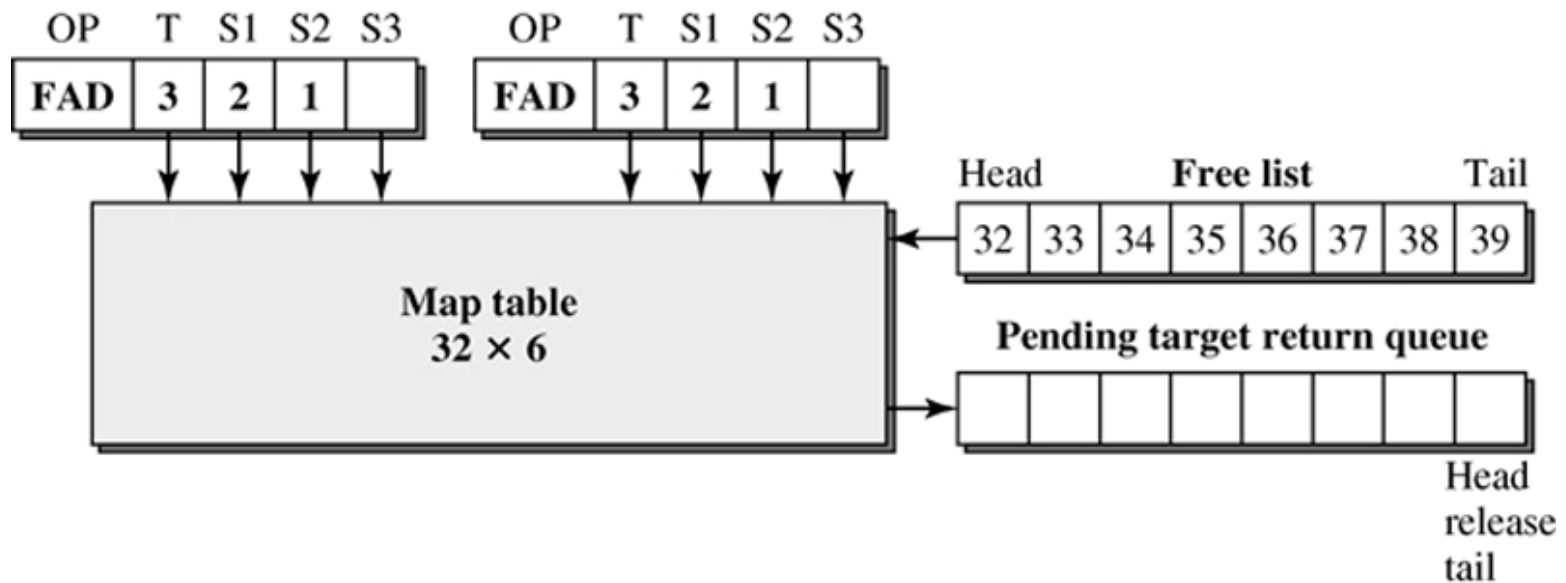 OP T S1 S2 S3 OP T S1 S2 S3
FAD 3 2 1 FAD 3 2 1
Head Free list Tail
32 33 34 35 36 37 38 39
Map table
32 × 6
Pending target return queue
Head
release
tail